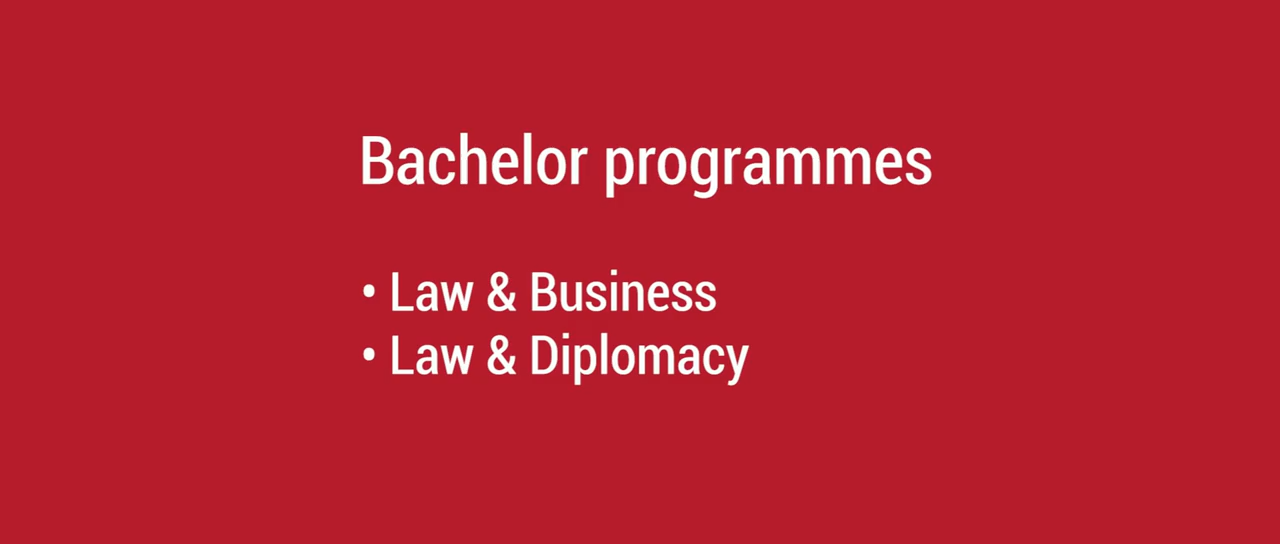 Bachelor programmes
• Law & Business
• Law & Diplomacy